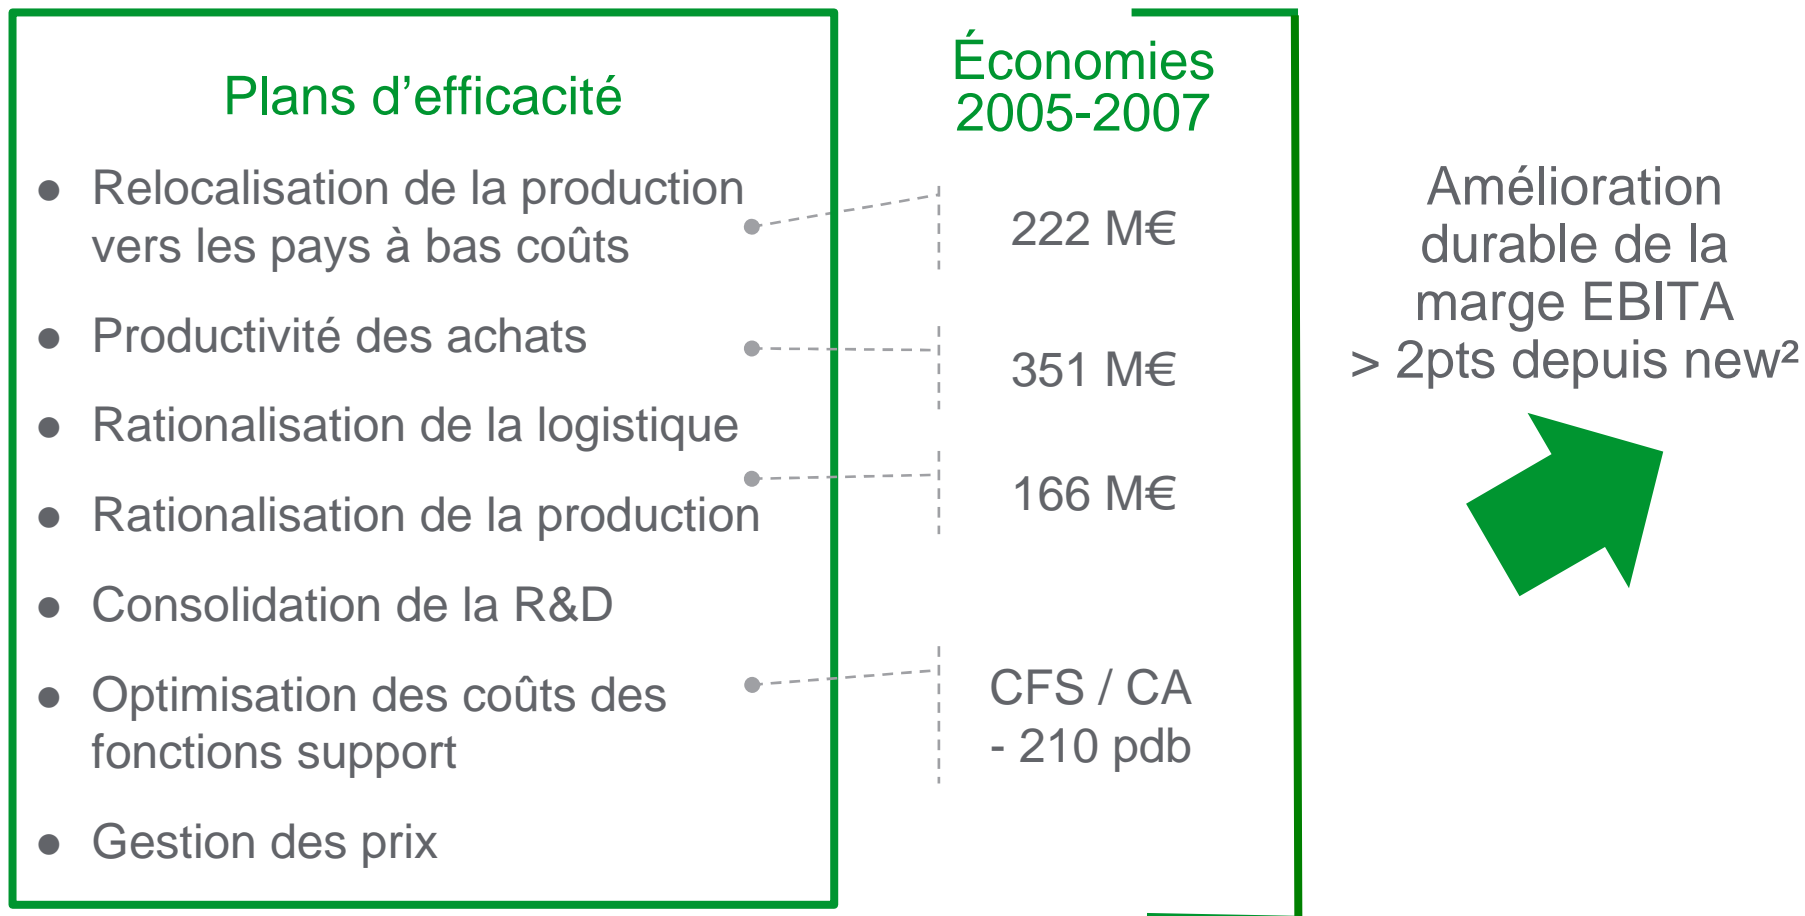 Plans d’efficacité
● Relocalisation de la production
vers les pays à bas coûts
● Productivité des achats
● Rationalisation de la logistique
● Rationalisation de la production
● Consolidation de la R&D
● Optimisation des coûts des
fonctions support
● Gestion des prix
Économies
2005-2007
222 M€
351 M€
166 M€
CFS / CA
- 210 pdb
Amélioration
durable de la
marge EBITA
> 2pts depuis new²